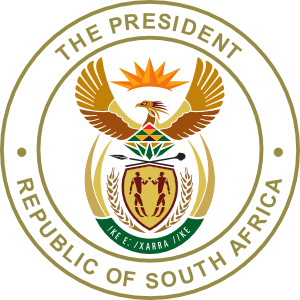 THE PRESIDENT
REPUBLIC OF SOUTH AFRICA
!KE E: /XARRA //KE